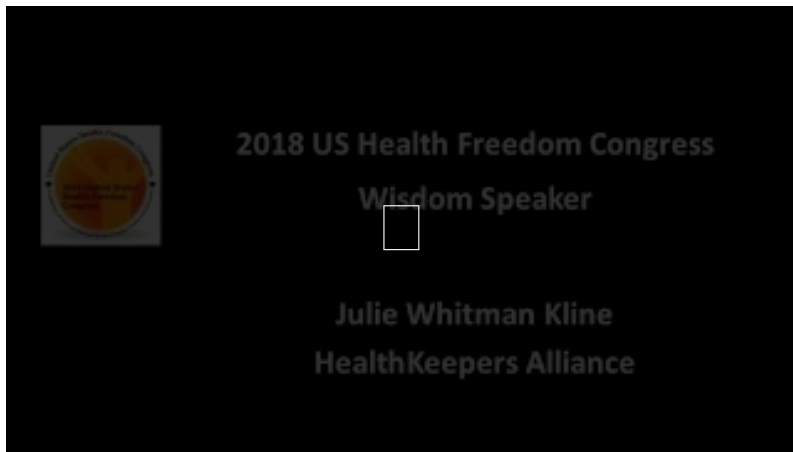 2018 US Health Freedom Congress
Wisdom Speaker
Julie Whitman Kline
HealthKeepers Alliance